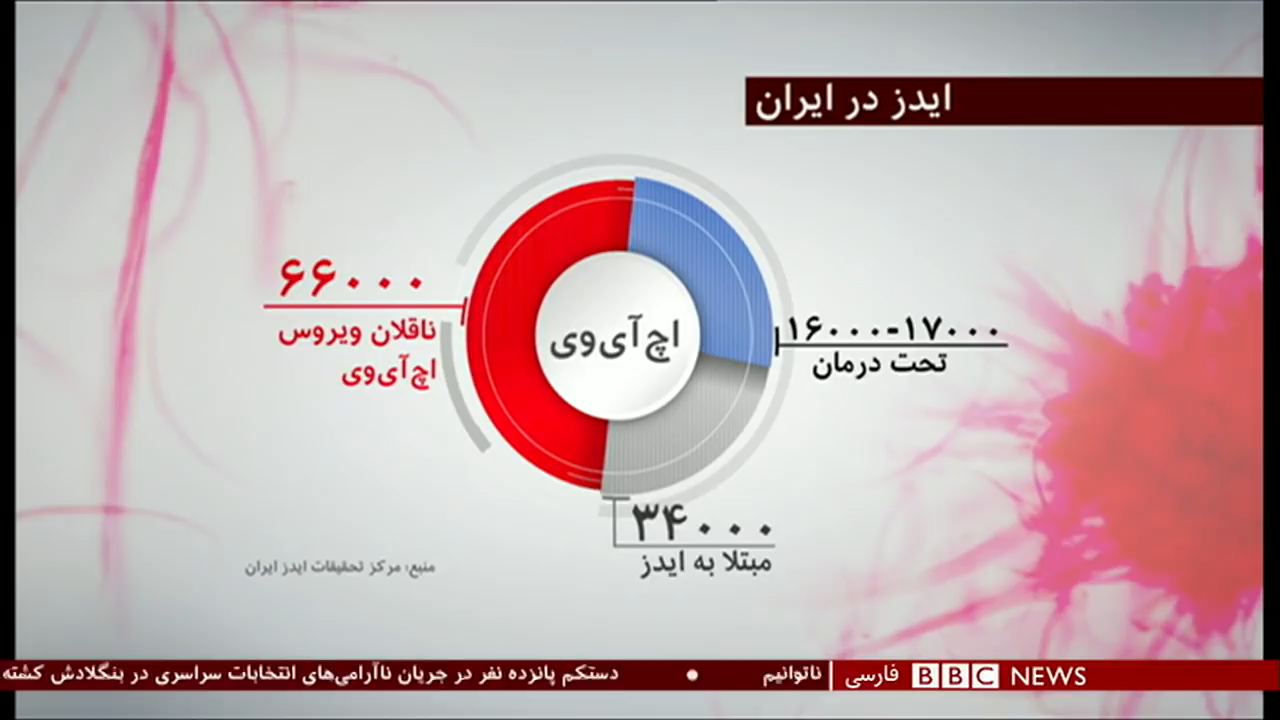 ایدز در ایران
۶۶۰۰۰
ناقلان ویروس
اچ‌آی‌وی
اچ‌آی‌وی
۱۶۰۰۰-۱۷۰۰۰
تحت درمان
۳۴۰۰۰
مبتلا به ایدز
منبع: مرکز تحقیقات ایدز ایران
BBC NEWS فارسی
ناتوانیم • دستکم پانزده نفر در جریان ناآرامی‌های انتخابات سراسری در بنگلادش کشته